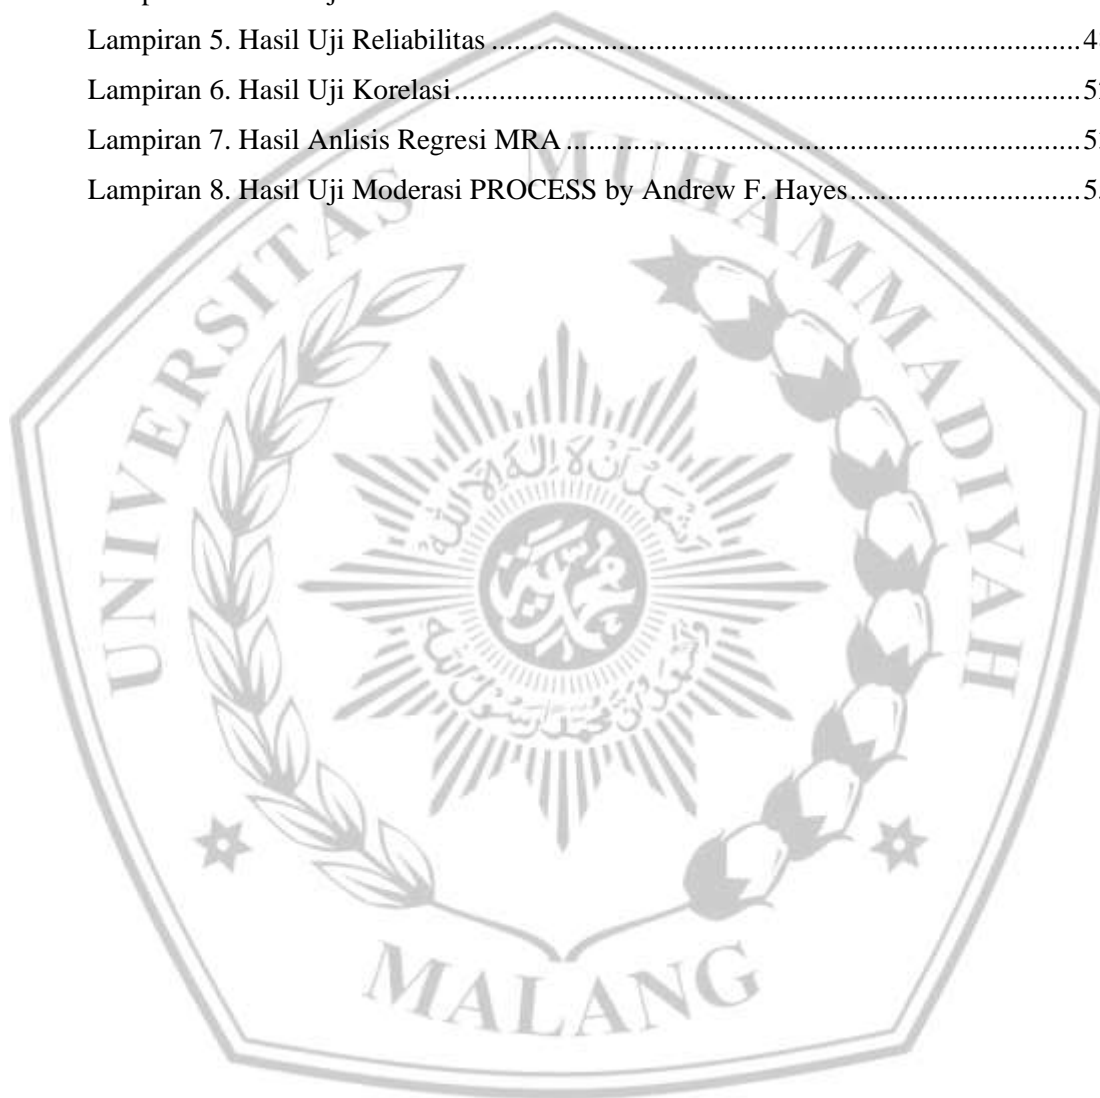 Lampiran 5. Hasil Uji Reliabilitas ................................................................................4
Lampiran 6. Hasil Uji Korelasi.....................................................................................5
Lampiran 7. Hasil Anlisis Regresi MRA .....................................................................5
Lampiran 8. Hasil Uji Moderasi PROCESS by Andrew F. Hayes...............................5
UNIVERSITAS MUHAMMADIYAH
MALANG